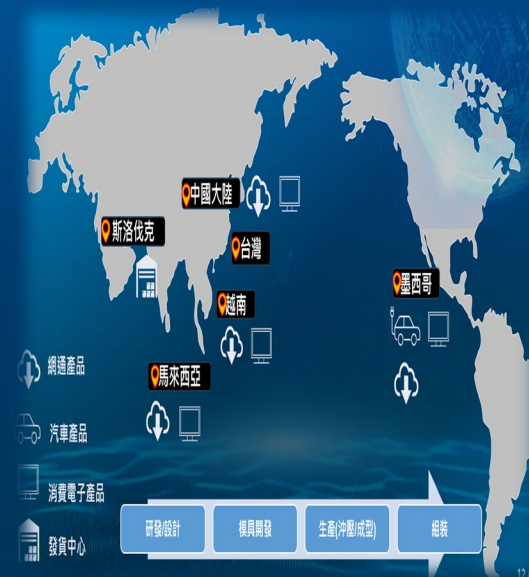 中國大陸
斯洛伐克
台灣
越南
墨西哥
馬來西亞
網通產品
汽車產品
消費電子產品
發貨中心
研發/設計
模具開發
生產(沖壓/成型)
組裝
12